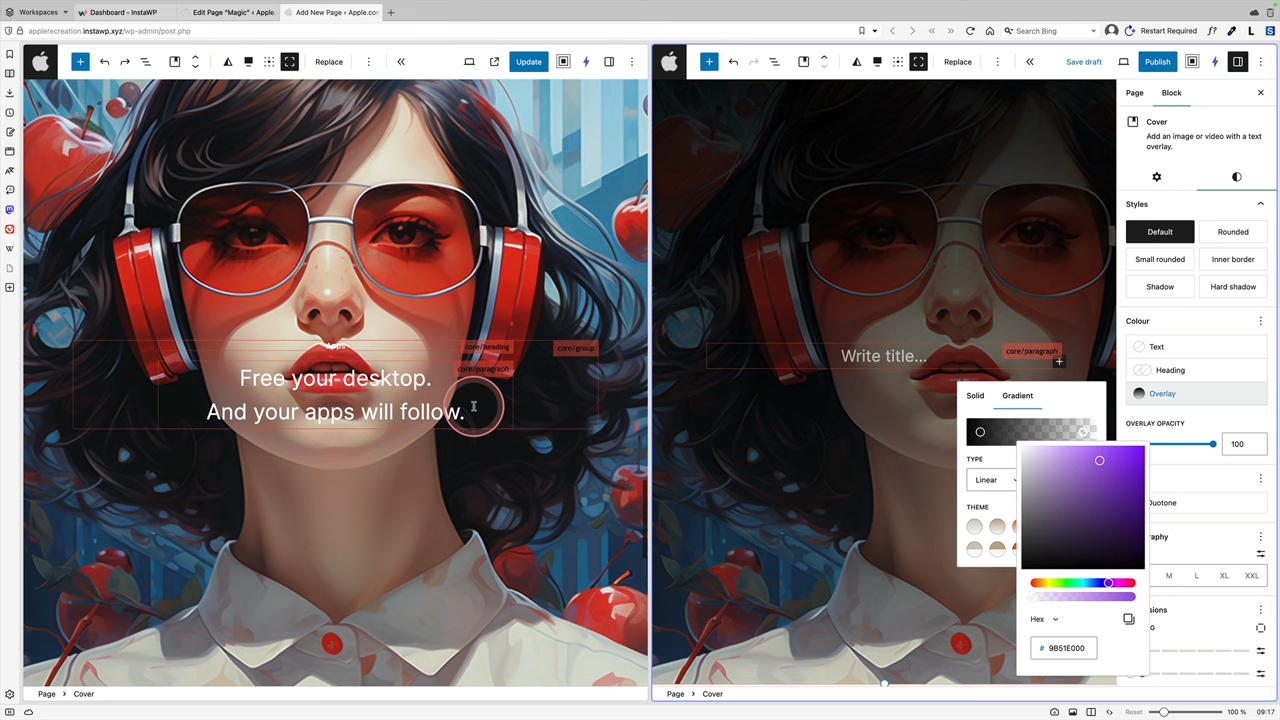 Workspaces
Dashboard - InstaWP
Edit Page "Magic" ‹ Apple.
Add New Page ‹ Apple.co
applerecreation.instawp.xyz/wp-admin/post.php
Search Bing
Restart Required
Replace
Update
Replace
Save draft
Publish
Page
Block
Cover
Add an image or video with a text
overlay.
Styles
Default
Rounded
Small rounded
Inner border
Shadow
Hard shadow
Colour
Text
Heading
Overlay
OVERLAY OPACITY
100
Duotone
graphy
M
L
XL
XXL
sions
G
Apps
core/heading
core/group
core/paragraph
Free your desktop.
And your apps will follow.
Write title...
core/paragraph
Solid
Gradient
TYPE
Linear
THEME
Hex
# 9B51E000
Page
Cover
Page
Cover
Reset
100 %
09:17